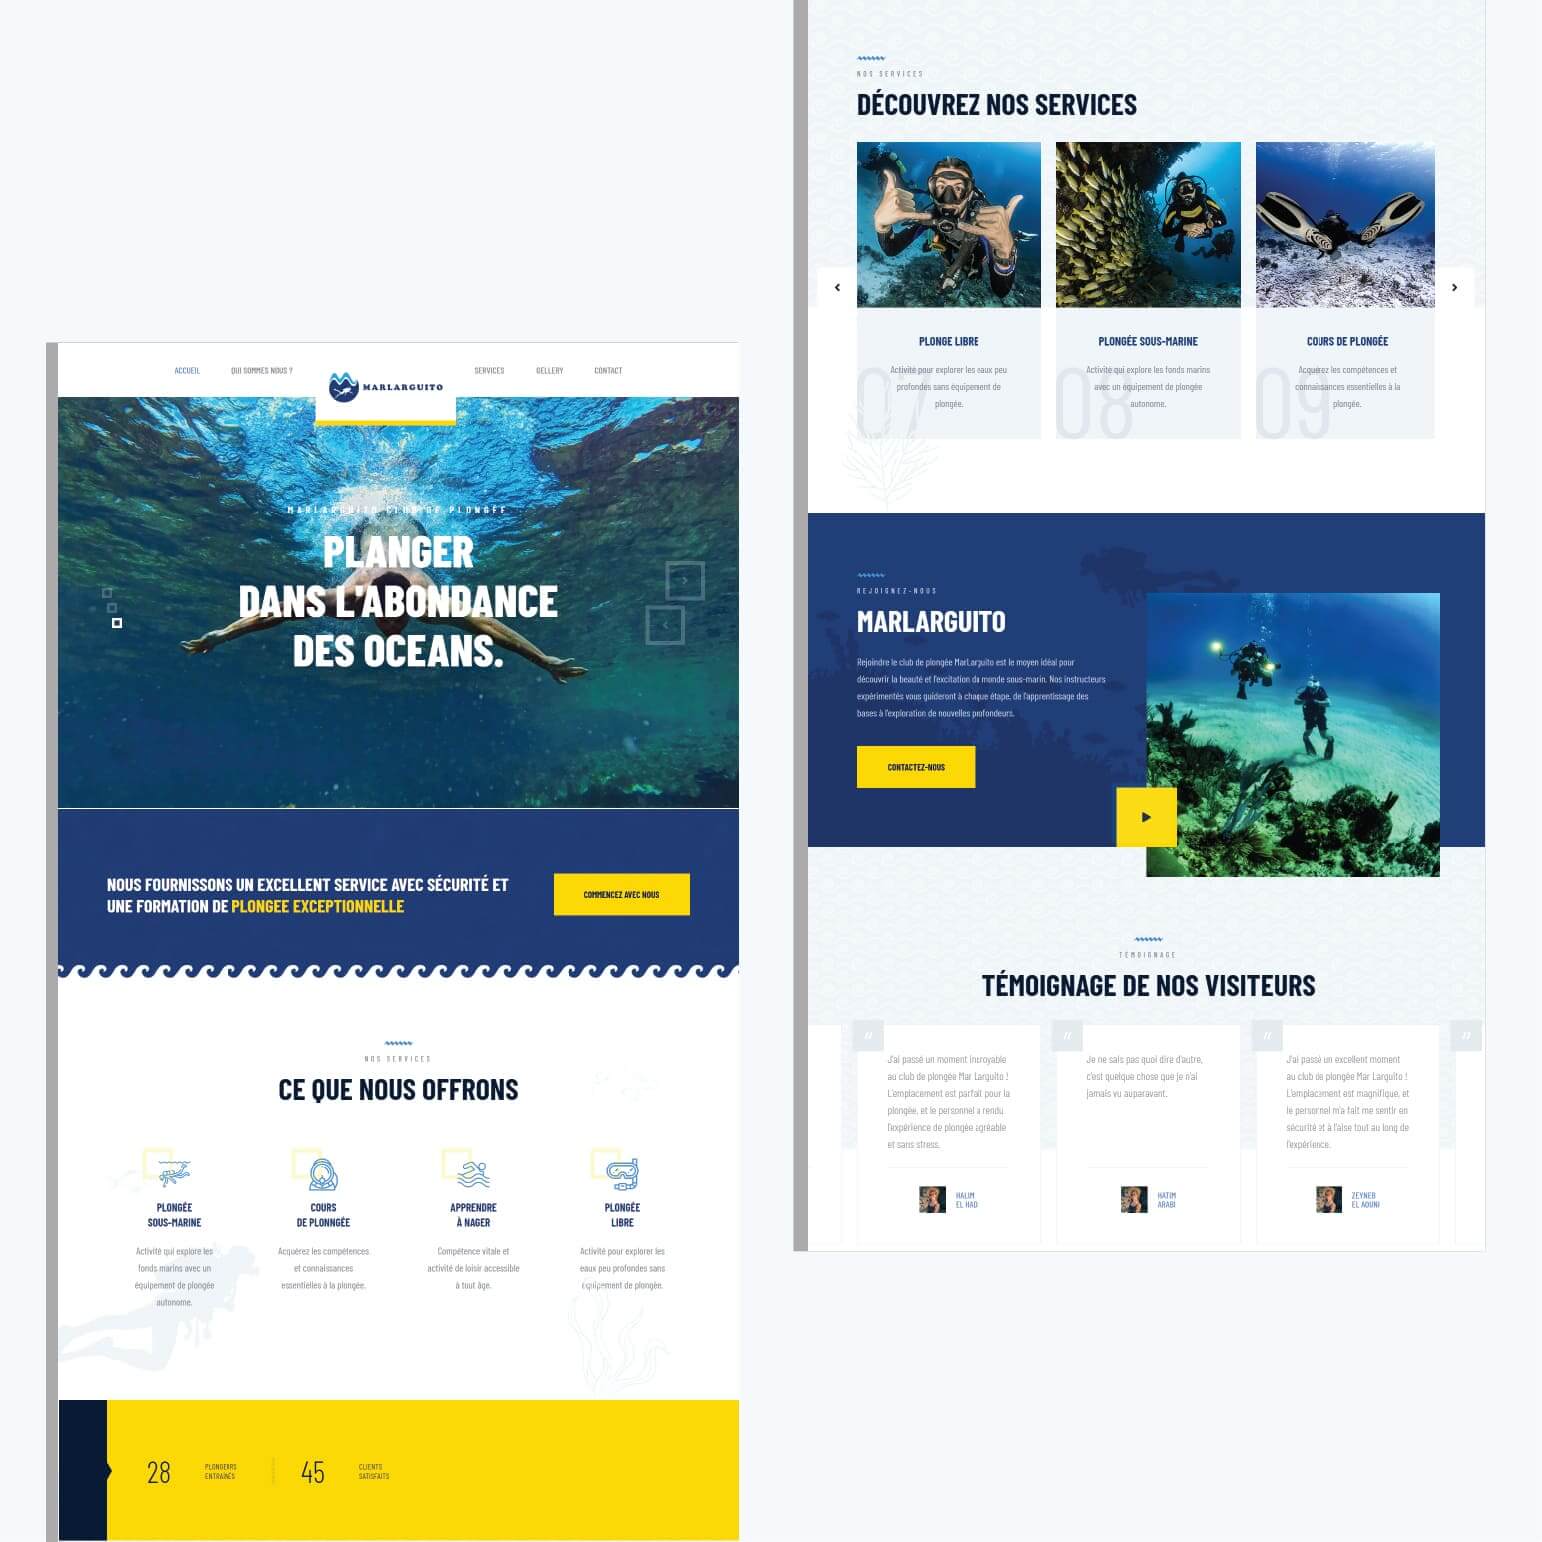 ACCUEIL
QUI SOMMES NOUS ?
MARLARGUITO
SERVICES
GELLERY
CONTACT
MARLARGUITO CLUB DE PLONGÉE
PLANGER
DANS L'ABONDANCE
DES OCEANS.
NOUS FOURNISSONS UN EXCELLENT SERVICE AVEC SÉCURITÉ ET
UNE FORMATION DE PLONGEE EXCEPTIONNELLE
COMMENCEZ AVEC NOUS
NOS SERVICES
CE QUE NOUS OFFRONS
PLONGÉE
SOUS-MARINE
Activité qui explore les
fonds marins avec un
équipement de plongée
autonome.
COURS
DE PLONNGÉE
Acquérez les compétences
et connaissances
essentielles à la plongée.
APPRENDRE
À NAGER
Compétence vitale et
activité de loisir accessible
à tout âge.
PLONGÉE
LIBRE
Activité pour explorer les
eaux peu profondes sans
équipement de plongée.
28
PLONGERRS
ENTRAÎNÉS
45
CLIENTS
SATISFAITS
NOS SERVICES
DÉCOUVREZ NOS SERVICES
PLONGE LIBRE
Activité pour explorer les eaux peu
profondes sans équipement de
plongée.
07
PLONGÉE SOUS-MARINE
Activité qui explore les fonds marins
avec un équipement de plongée
autonome.
08
COURS DE PLONGÉE
Acquérez les compétences et
connaissances essentielles à la
plongée.
09
REJOIGNEZ-NOUS
MARLARGUITO
Rejoindre le club de plongée MarLarguito est le moyen idéal pour
découvrir la beauté et l'excitation du monde sous-marin. Nos instructeurs
expérimentés vous guideront à chaque étape, de l'apprentissage des
bases à l'exploration de nouvelles profondeurs.
CONTACTEZ-NOUS
TÉMOIGNAGE
TÉMOIGNAGE DE NOS VISITEURS
J'ai passé un moment incroyable
au club de plongée Mar Larguito !
L'emplacement est parfait pour la
plongée, et le personnel a rendu
l'expérience de plongée agréable
et sans stress.
HALIM
EL HAD
Je ne sais pas quoi dire d'autre,
c'est quelque chose que je n'ai
jamais vu auparavant.
HATIM
ARABI
J'ai passé un excellent moment
au club de plongée Mar Larguito !
L'emplacement est magnifique, et
le personnel m'a fait me sentir en
sécurité et à l'aise tout au long de
l'expérience.
ZEYNEB
EL AOUNI